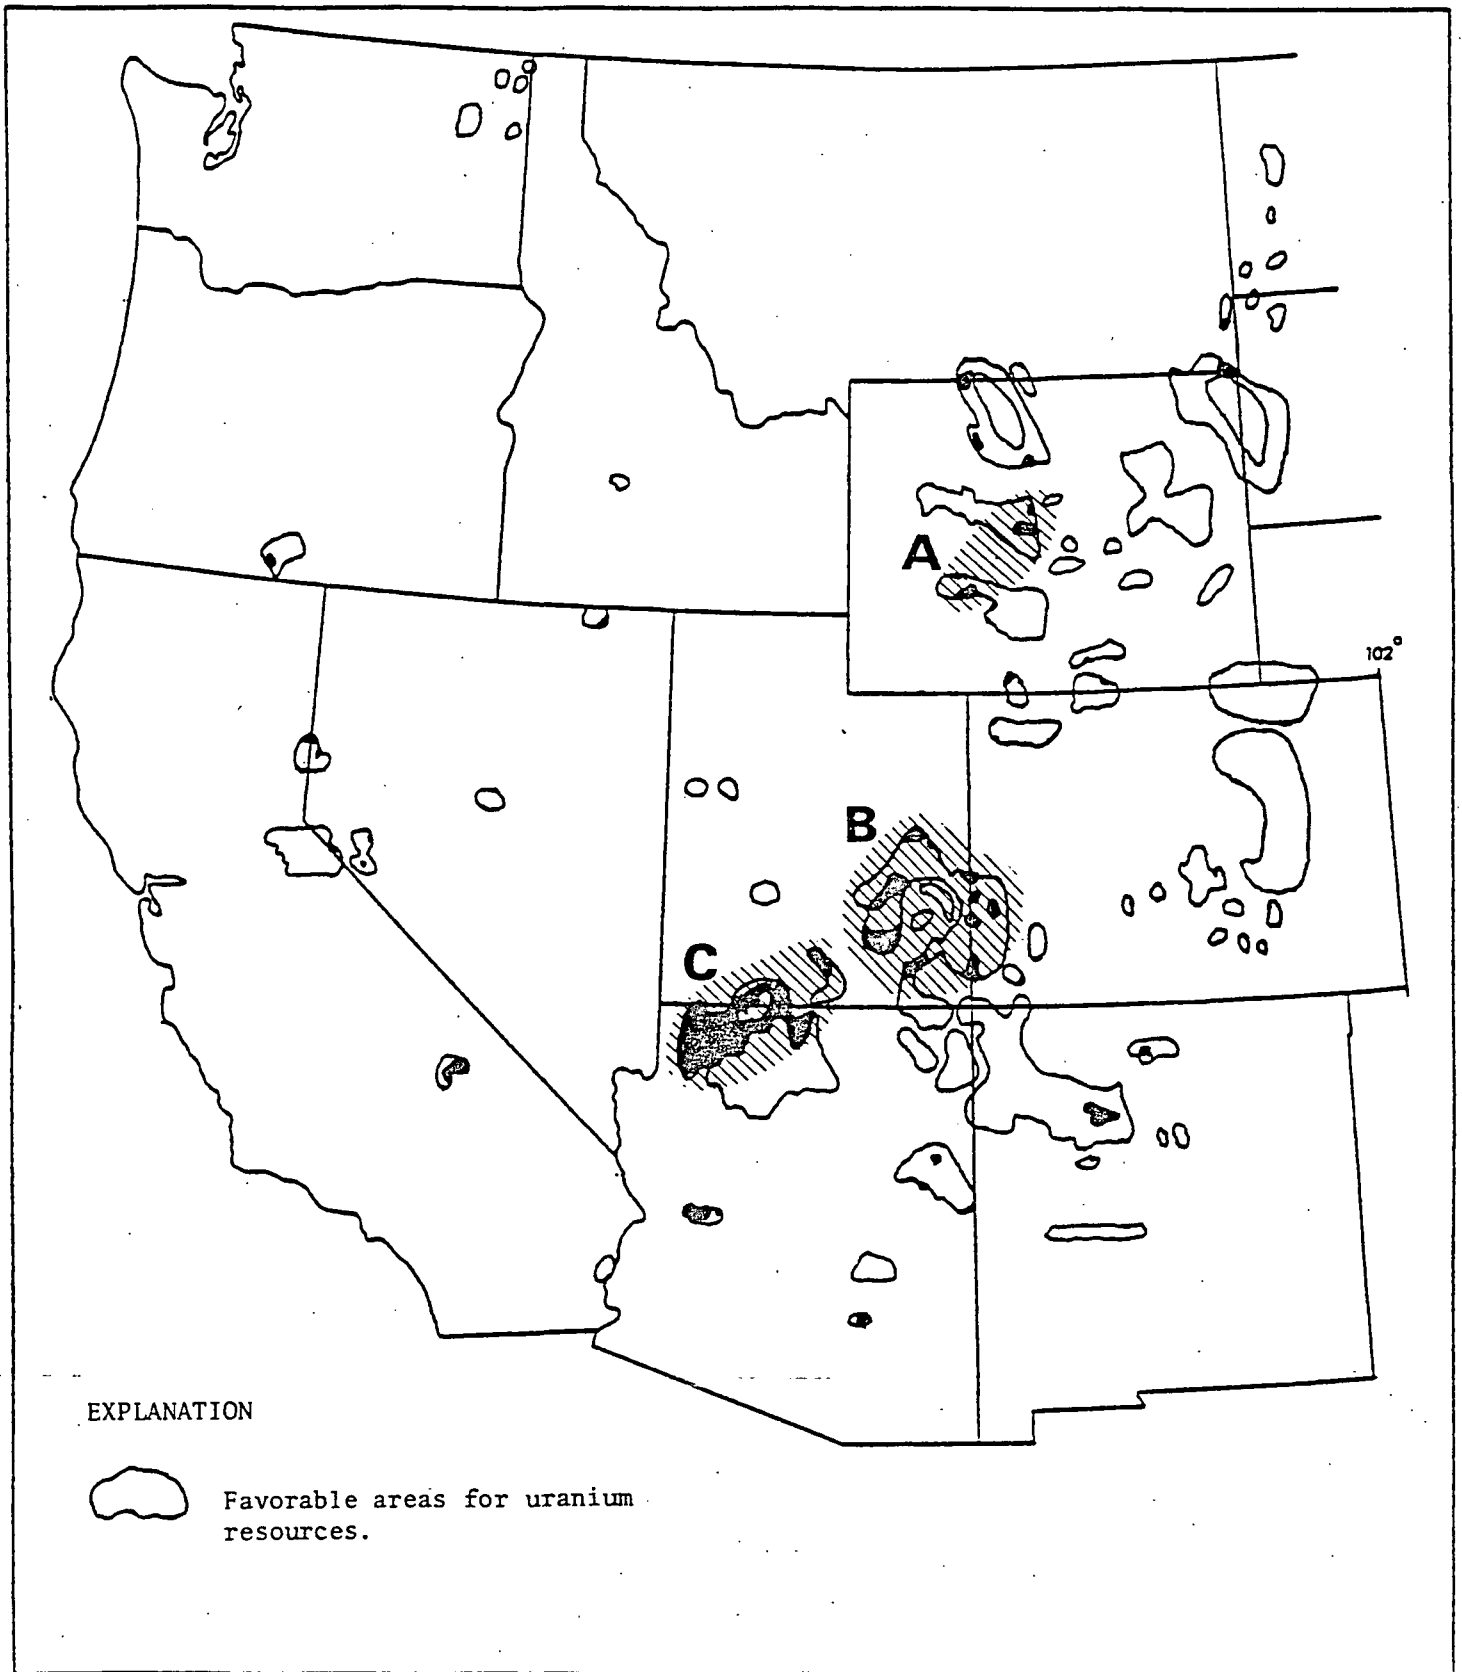 A
102°
B
C
EXPLANATION
Favorable areas for uranium
resources.